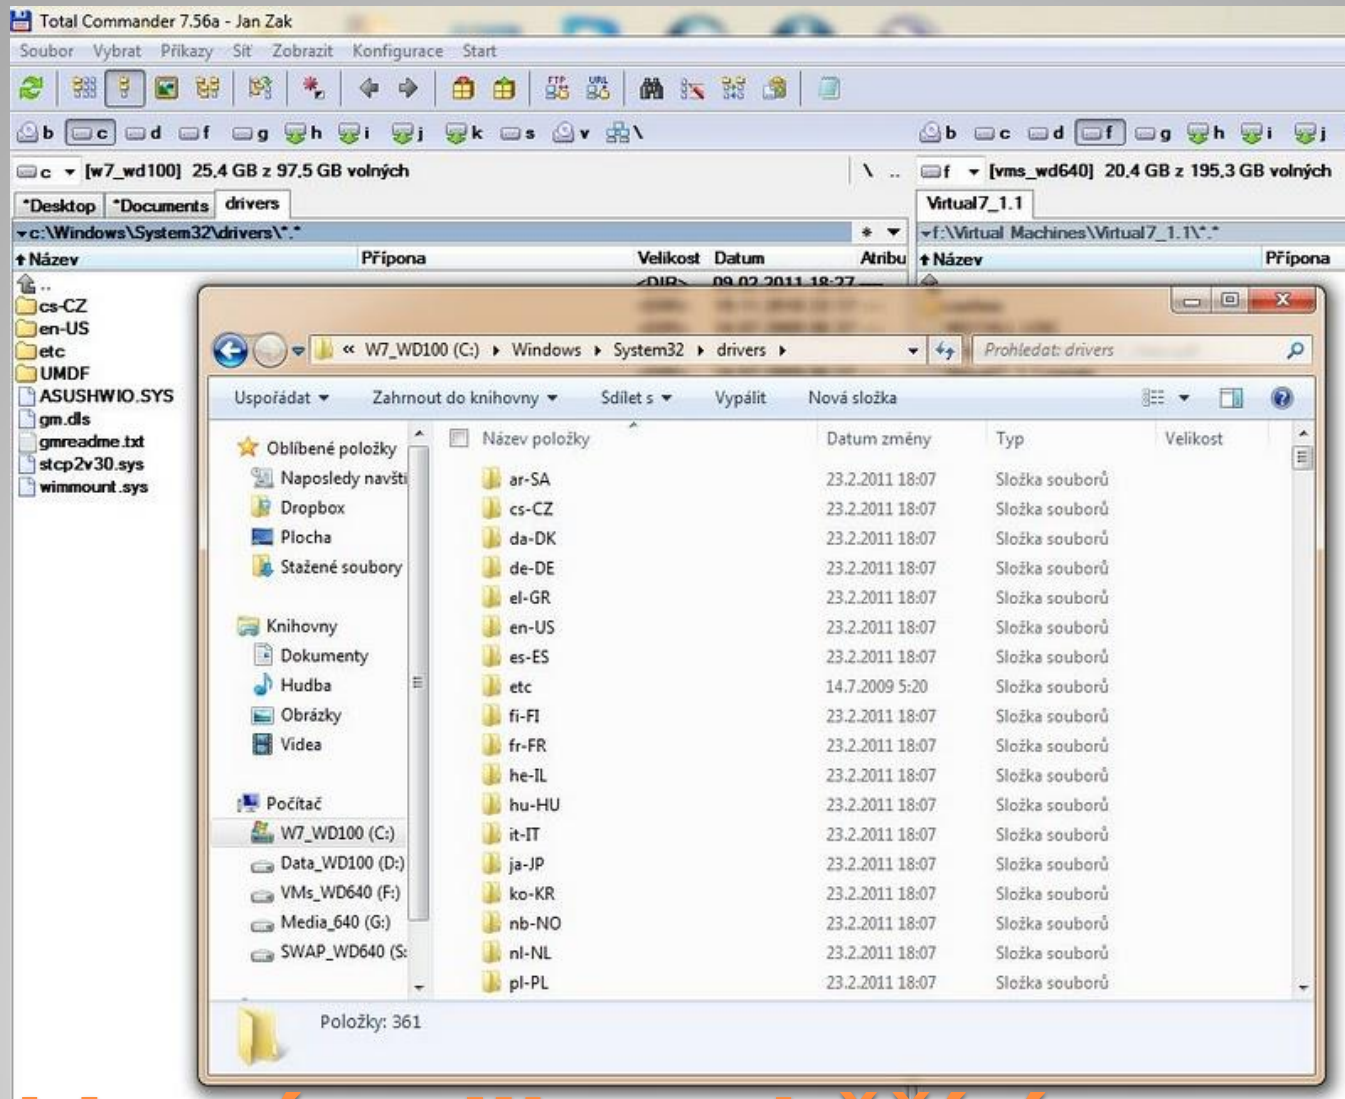 Total Commander 7.56a - Jan Zak
Soubor Vybrat Příkazy Síť Zobrazit Konfigurace Start
FTP URL
b c d f g h i j k s v \ b c d f g h i j
c [w7_wd100] 25,4 GB z 97,5 GB volných \ .. f [vms_wd640] 20,4 GB z 195,3 GB volných
*Desktop *Documents drivers Virtual7_1.1
c:\Windows\System32\drivers\*.* * f:\Virtual Machines\Virtual7_1.1\*.*
Název Přípona Velikost Datum Atribu Název Přípona
.. <DIR> 09.02.2011 18:27 ----
cs-CZ
en-US
etc
UMDF
ASUSHWIO.SYS
gm.dls
gmreadme.txt
stcp2v30.sys
wimmount.sys
« W7_WD100 (C:) Windows System32 drivers Prohledat: drivers
Uspořádat Zahrnout do knihovny Sdílet s Vypálit Nová složka
Oblíbené položky
Naposledy navští
Dropbox
Plocha
Stažené soubory
Knihovny
Dokumenty
Hudba
Obrázky
Videa
Počítač
W7_WD100 (C:)
Data_WD100 (D:)
VMs_WD640 (F:)
Media_640 (G:)
SWAP_WD640 (S:
Název položky Datum změny Typ Velikost
ar-SA 23.2.2011 18:07 Složka souborů
cs-CZ 23.2.2011 18:07 Složka souborů
da-DK 23.2.2011 18:07 Složka souborů
de-DE 23.2.2011 18:07 Složka souborů
el-GR 23.2.2011 18:07 Složka souborů
en-US 23.2.2011 18:07 Složka souborů
es-ES 23.2.2011 18:07 Složka souborů
etc 14.7.2009 5:20 Složka souborů
fi-FI 23.2.2011 18:07 Složka souborů
fr-FR 23.2.2011 18:07 Složka souborů
he-IL 23.2.2011 18:07 Složka souborů
hu-HU 23.2.2011 18:07 Složka souborů
it-IT 23.2.2011 18:07 Složka souborů
ja-JP 23.2.2011 18:07 Složka souborů
ko-KR 23.2.2011 18:07 Složka souborů
nb-NO 23.2.2011 18:07 Složka souborů
nl-NL 23.2.2011 18:07 Složka souborů
pl-PL 23.2.2011 18:07 Složka souborů
Položky: 361